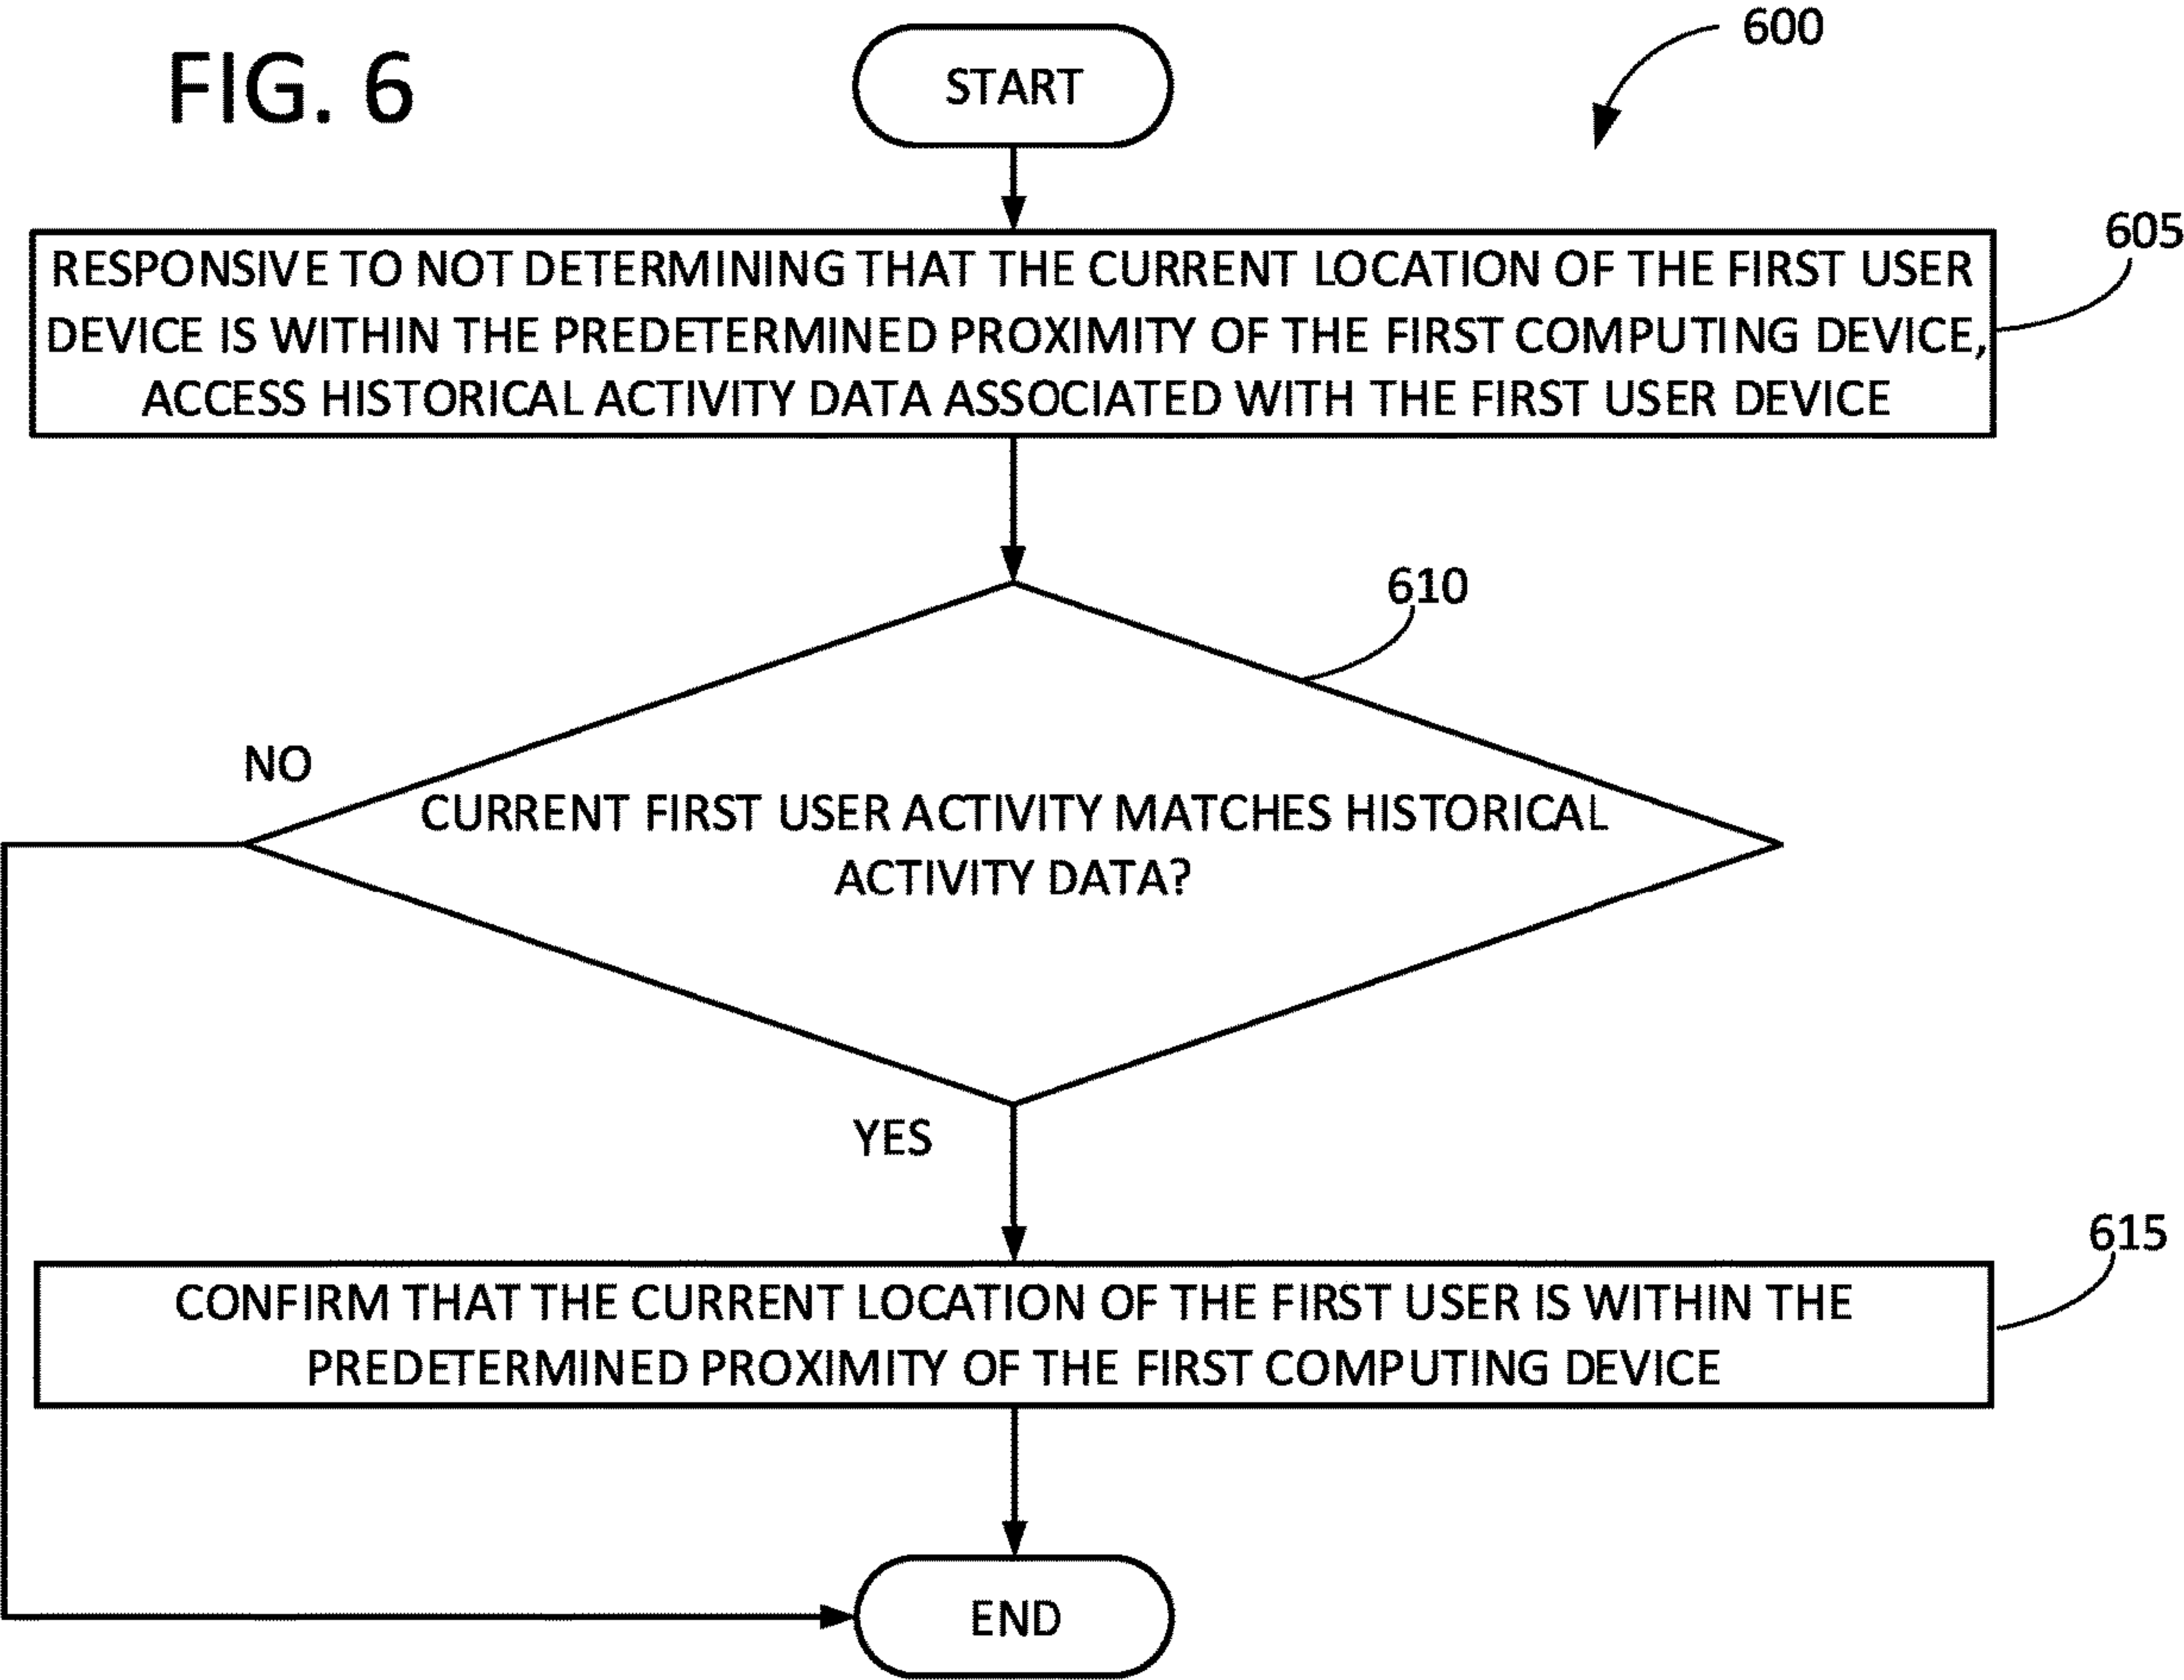 FIG. 6
START
600
605
RESPONSIVE TO NOT DETERMINING THAT THE CURRENT LOCATION OF THE FIRST USER
DEVICE IS WITHIN THE PREDETERMINED PROXIMITY OF THE FIRST COMPUTING DEVICE,
ACCESS HISTORICAL ACTIVITY DATA ASSOCIATED WITH THE FIRST USER DEVICE
610
NO
CURRENT FIRST USER ACTIVITY MATCHES HISTORICAL
ACTIVITY DATA?
YES
615
CONFIRM THAT THE CURRENT LOCATION OF THE FIRST USER IS WITHIN THE
PREDETERMINED PROXIMITY OF THE FIRST COMPUTING DEVICE
END